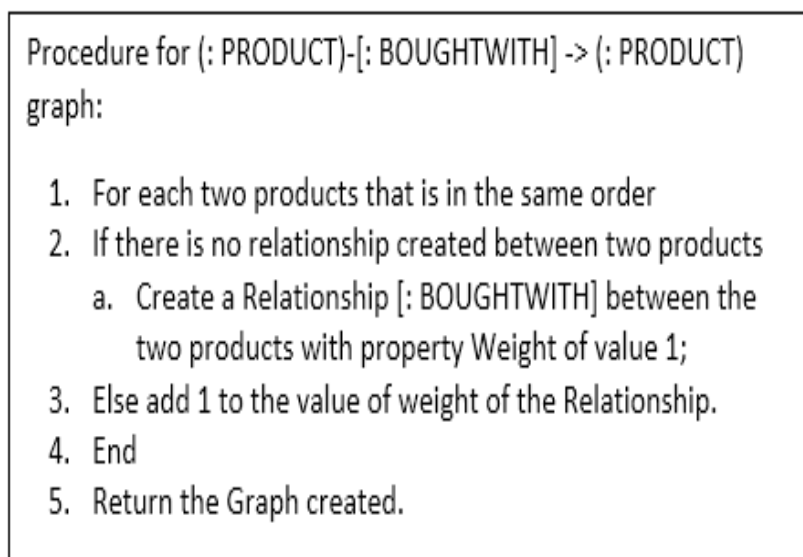 Procedure for (: PRODUCT)-[: BOUGHTWITH] -> (: PRODUCT)
graph:
1. For each two products that is in the same order
2. If there is no relationship created between two products
a. Create a Relationship [: BOUGHTWITH] between the
two products with property Weight of value 1;
3. Else add 1 to the value of weight of the Relationship.
4. End
5. Return the Graph created.